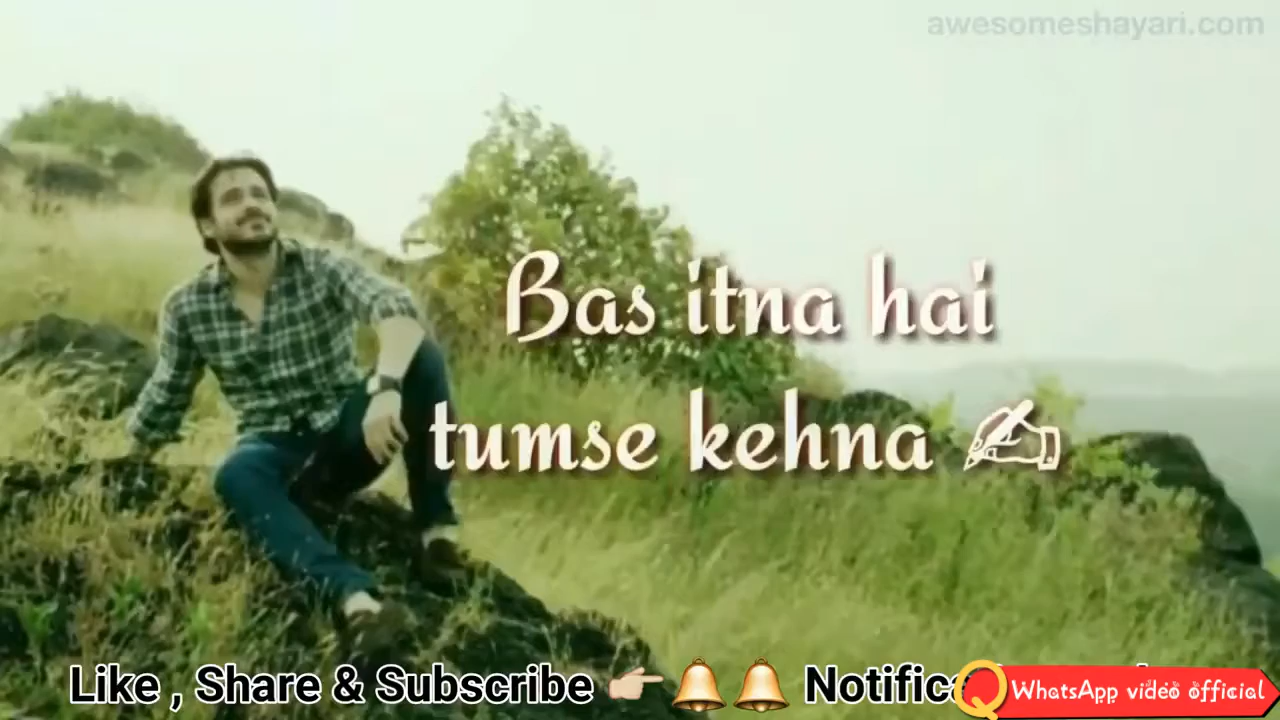 awesomeshayari.com
Bas itna hai
tumse kehna ✍
Like , Share & Subscribe 👉🔔🔔
WhatsApp video official